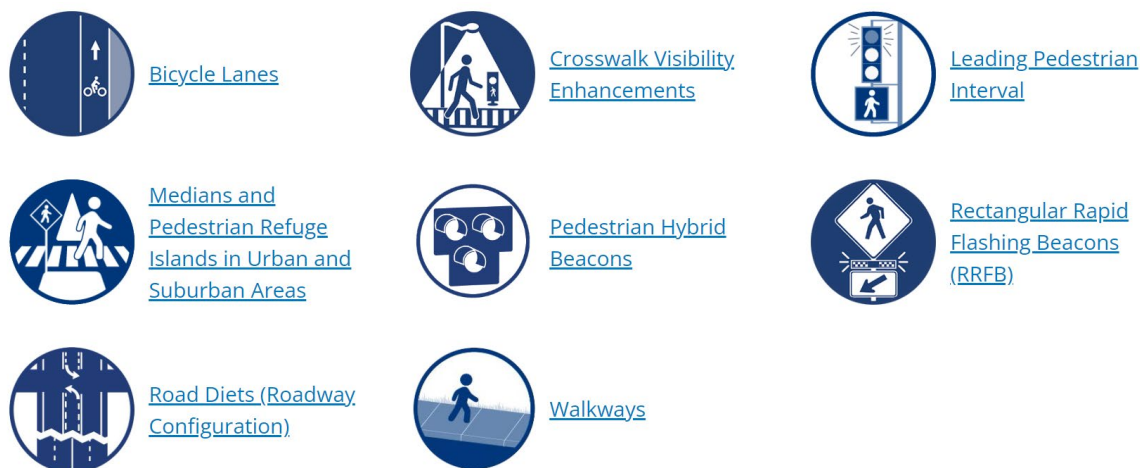 Bicycle Lanes
Crosswalk Visibility
Enhancements
Leading Pedestrian
Interval
Medians and
Pedestrian Refuge
Islands in Urban and
Suburban Areas
Pedestrian Hybrid
Beacons
Rectangular Rapid
Flashing Beacons
(RRFB)
Road Diets (Roadway
Configuration)
Walkways